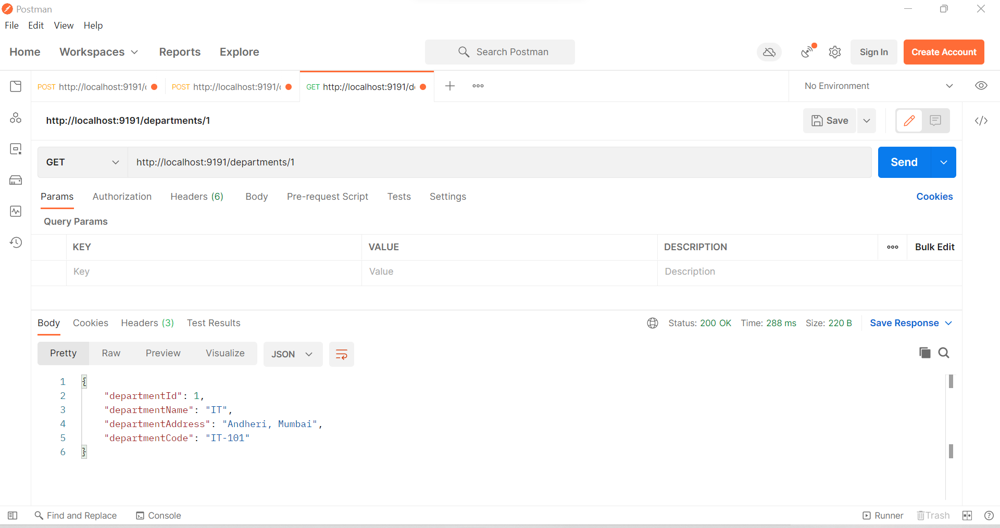 Postman
File Edit View Help
Home Workspaces Reports Explore Search Postman Sign In Create Account
POST http://localhost:9191/ POST http://localhost:9191/ GET http://localhost:9191/d No Environment
http://localhost:9191/departments/1 Save
GET http://localhost:9191/departments/1 Send
Params Authorization Headers (6) Body Pre-request Script Tests Settings Cookies
Query Params
KEY VALUE DESCRIPTION Bulk Edit
Key Value Description
Body Cookies Headers (3) Test Results Status: 200 OK Time: 288 ms Size: 220 B Save Response
Pretty Raw Preview Visualize JSON
1 {
2 "departmentId": 1,
3 "departmentName": "IT",
4 "departmentAddress": "Andheri, Mumbai",
5 "departmentCode": "IT-101"
6 }
Find and Replace Console Runner Trash